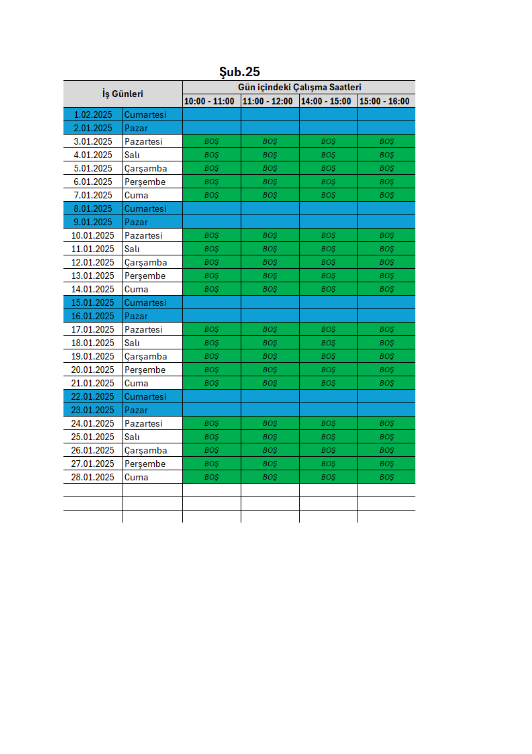 Şub.25
İş Günleri
Gün içindeki Çalışma Saatleri
10:00 - 11:00 11:00 - 12:00 14:00 - 15:00 15:00 - 16:00
1.02.2025 Cumartesi
2.01.2025 Pazar
3.01.2025 Pazartesi BOŞ BOŞ BOŞ BOŞ
4.01.2025 Salı BOŞ BOŞ BOŞ BOŞ
5.01.2025 Çarşamba BOŞ BOŞ BOŞ BOŞ
6.01.2025 Perşembe BOŞ BOŞ BOŞ BOŞ
7.01.2025 Cuma BOŞ BOŞ BOŞ BOŞ
8.01.2025 Cumartesi
9.01.2025 Pazar
10.01.2025 Pazartesi BOŞ BOŞ BOŞ BOŞ
11.01.2025 Salı BOŞ BOŞ BOŞ BOŞ
12.01.2025 Çarşamba BOŞ BOŞ BOŞ BOŞ
13.01.2025 Perşembe BOŞ BOŞ BOŞ BOŞ
14.01.2025 Cuma BOŞ BOŞ BOŞ BOŞ
15.01.2025 Cumartesi
16.01.2025 Pazar
17.01.2025 Pazartesi BOŞ BOŞ BOŞ BOŞ
18.01.2025 Salı BOŞ BOŞ BOŞ BOŞ
19.01.2025 Çarşamba BOŞ BOŞ BOŞ BOŞ
20.01.2025 Perşembe BOŞ BOŞ BOŞ BOŞ
21.01.2025 Cuma BOŞ BOŞ BOŞ BOŞ
22.01.2025 Cumartesi
23.01.2025 Pazar
24.01.2025 Pazartesi BOŞ BOŞ BOŞ BOŞ
25.01.2025 Salı BOŞ BOŞ BOŞ BOŞ
26.01.2025 Çarşamba BOŞ BOŞ BOŞ BOŞ
27.01.2025 Perşembe BOŞ BOŞ BOŞ BOŞ
28.01.2025 Cuma BOŞ BOŞ BOŞ BOŞ